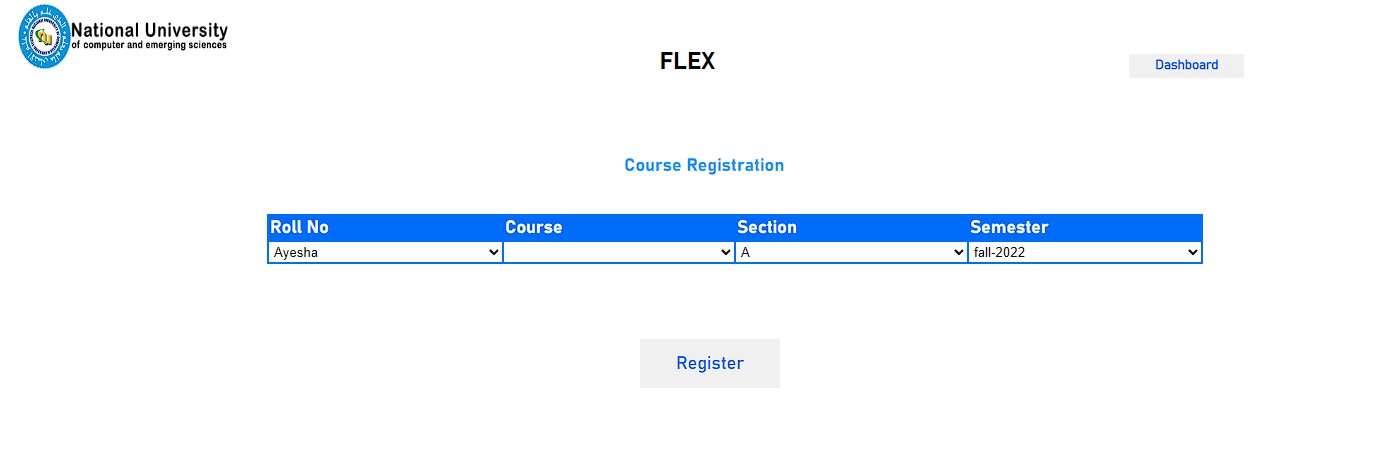 National University
of computer and emerging sciences
FLEX
Dashboard
Course Registration
Roll No Course Section Semester
Ayesha A fall-2022
Register